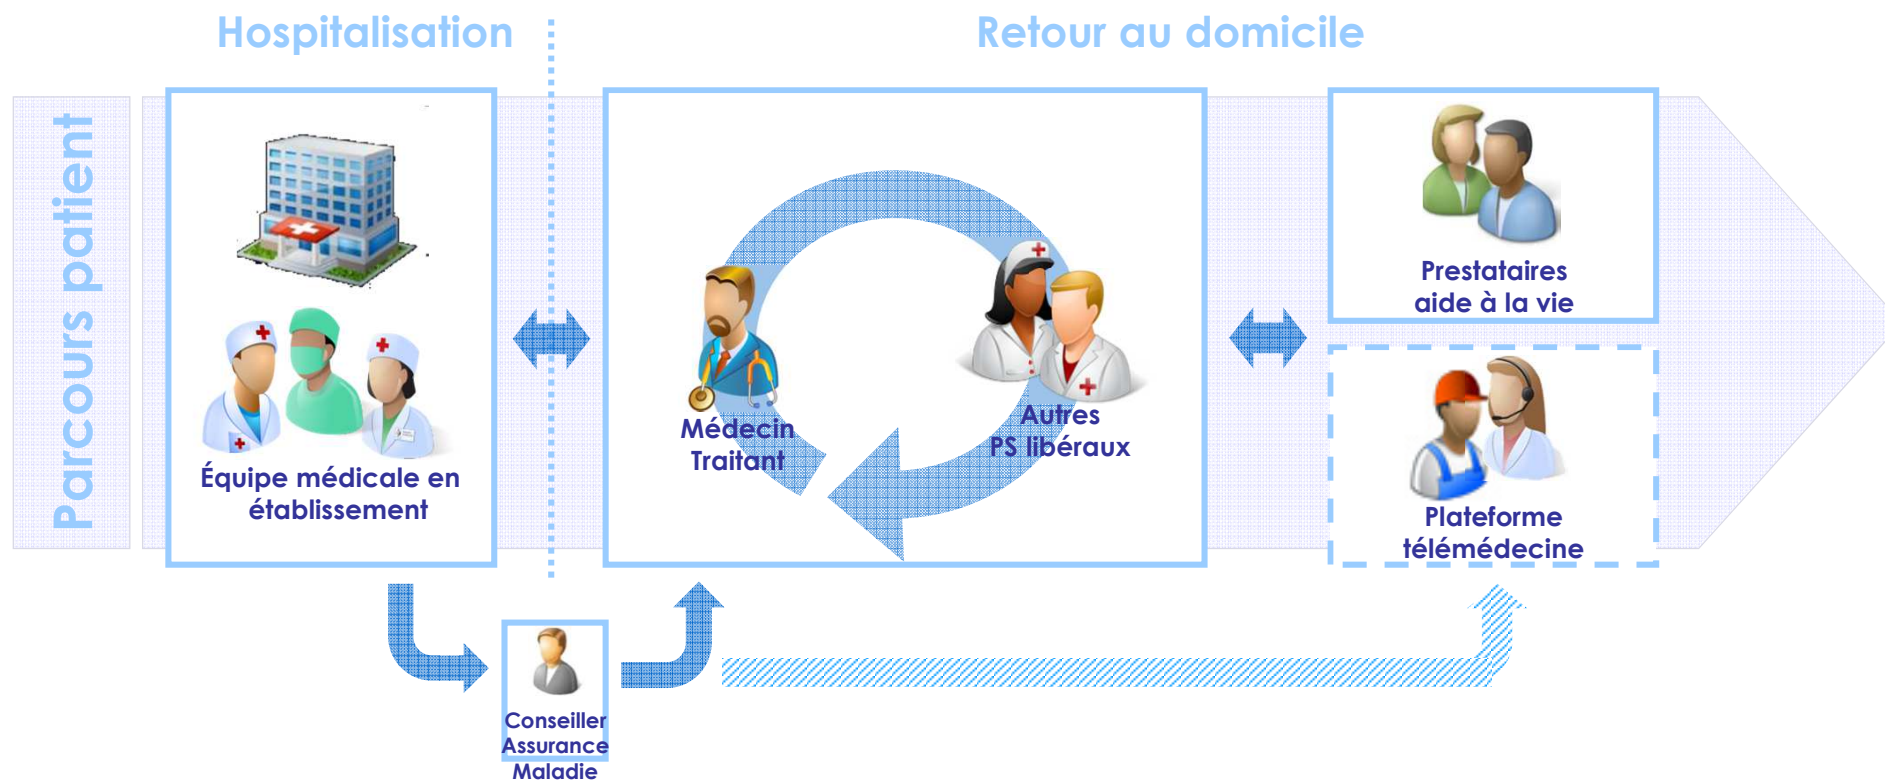 Hospitalisation
Retour au domicile
Parcours patient
Équipe médicale en
établissement
Médecin
Traitant
Autres
PS libéraux
Prestataires
aide à la vie
Plateforme
télémédecine
Conseiller
Assurance
Maladie